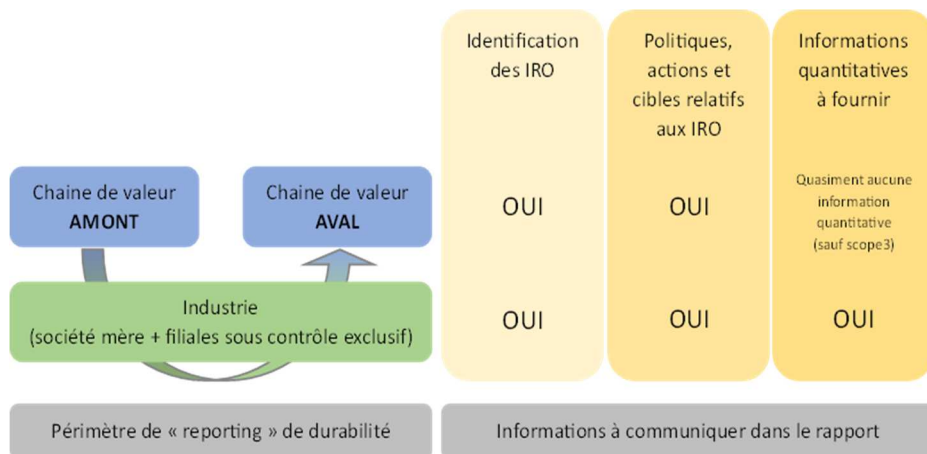 Identification
des IRO
Politiques,
actions et
cibles relatifs
aux IRO
Informations
quantitatives
à fournir
Chaine de valeur
AMONT
Chaine de valeur
AVAL
OUI
OUI
Quasiment aucune
information
quantitative
(sauf scope3)
Industrie
(société mère + filiales sous contrôle exclusif)
OUI
OUI
OUI
Périmètre de « reporting » de durabilité
Informations à communiquer dans le rapport